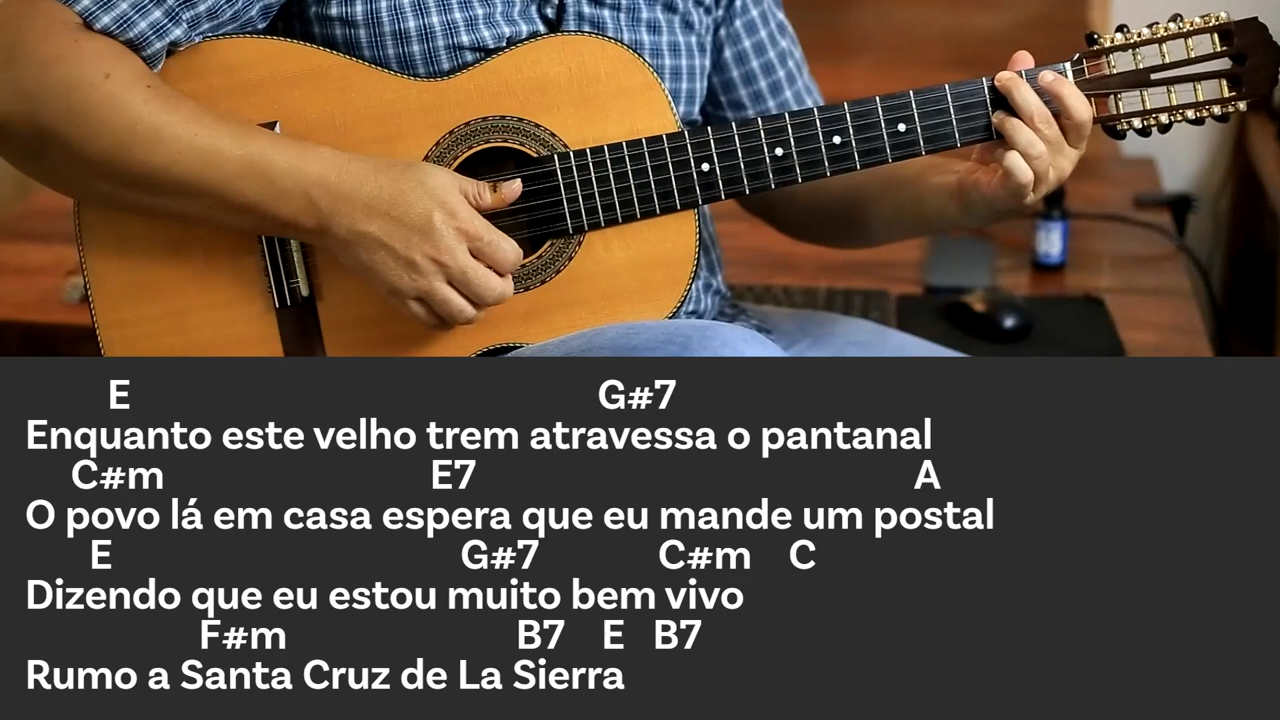 E G#7
Enquanto este velho trem atravessa o pantanal
C#m E7 A
O povo lá em casa espera que eu mande um postal
E G#7 C#m C
Dizendo que eu estou muito bem vivo
F#m B7 E B7
Rumo a Santa Cruz de La Sierra